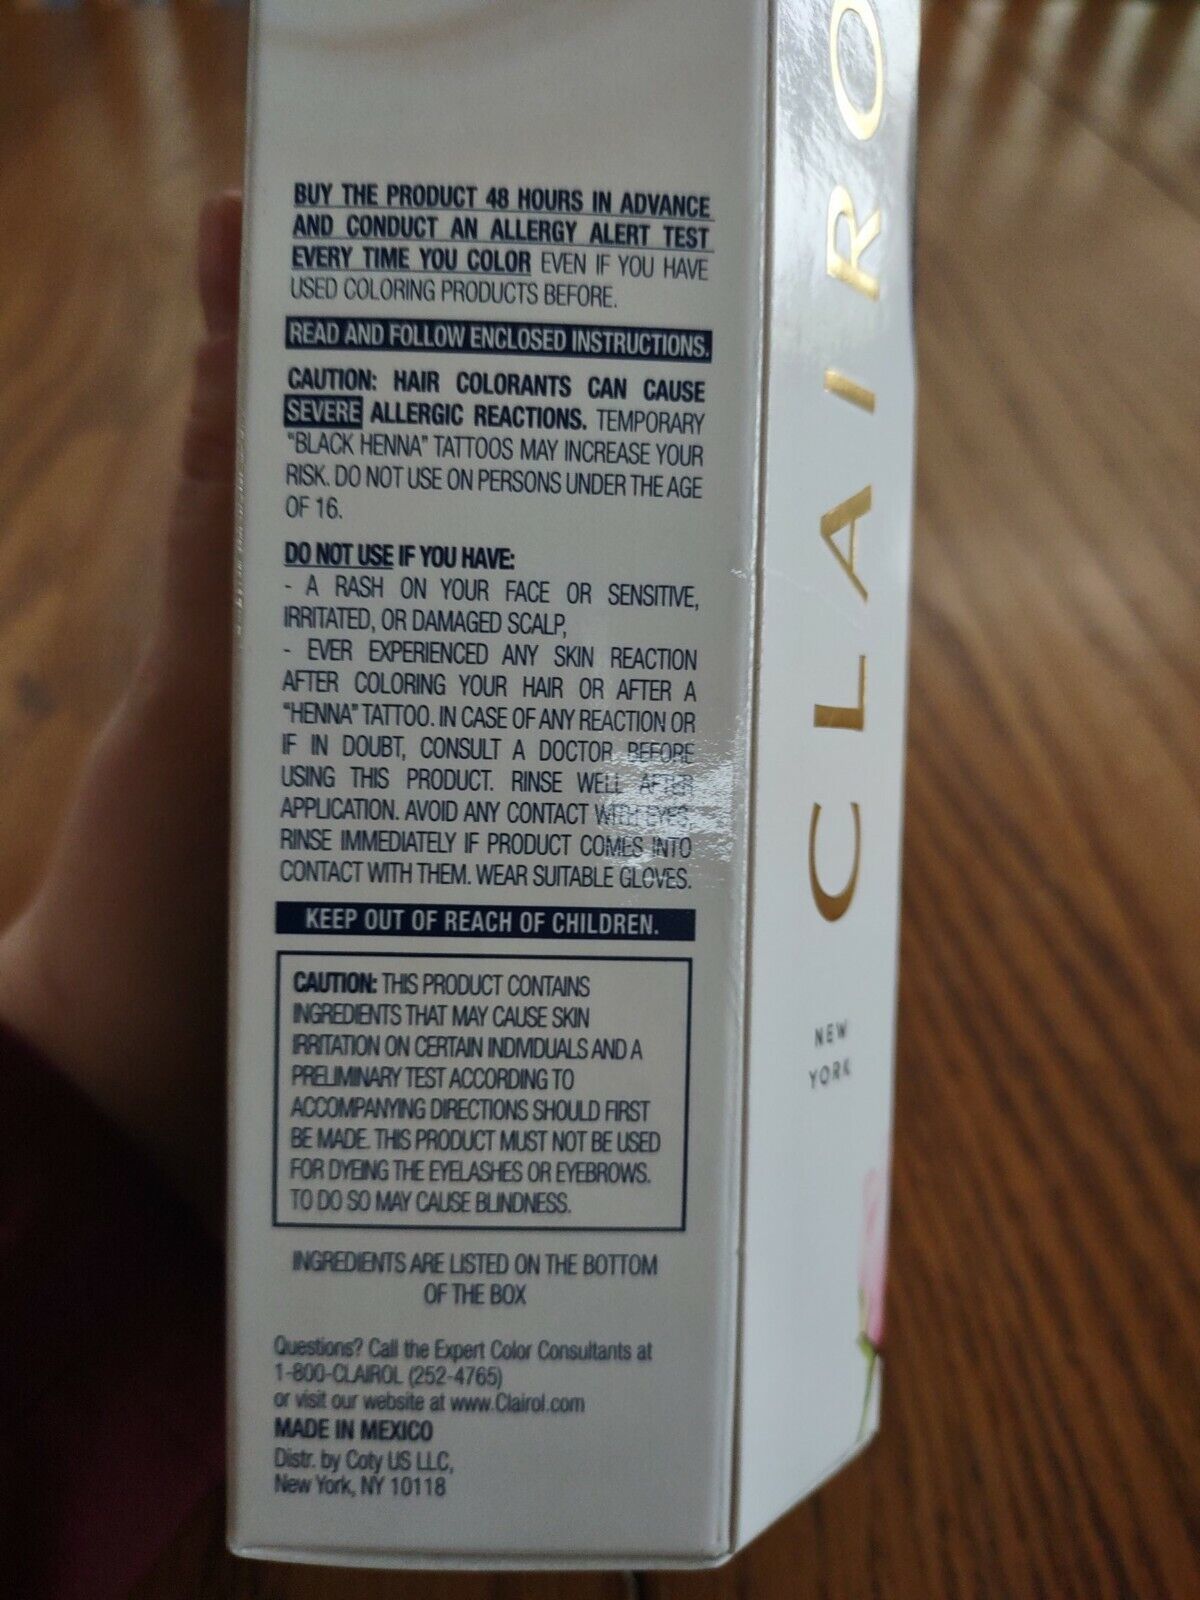 BUY THE PRODUCT 48 HOURS IN ADVANCE
AND CONDUCT AN ALLERGY ALERT TEST
EVERY TIME YOU COLOR EVEN IF YOU HAVE
USED COLORING PRODUCTS BEFORE.
READ AND FOLLOW ENCLOSED INSTRUCTIONS.
CAUTION: HAIR COLORANTS CAN CAUSE
SEVERE ALLERGIC REACTIONS. TEMPORARY
"BLACK HENNA" TATTOOS MAY INCREASE YOUR
RISK. DO NOT USE ON PERSONS UNDER THE AGE
OF 16.
DO NOT USE IF YOU HAVE:
- A RASH ON YOUR FACE OR SENSITIVE,
IRRITATED, OR DAMAGED SCALP,
- EVER EXPERIENCED ANY SKIN REACTION
AFTER COLORING YOUR HAIR OR AFTER A
"HENNA" TATTOO. IN CASE OF ANY REACTION OR
IF IN DOUBT, CONSULT A DOCTOR BEFORE
USING THIS PRODUCT. RINSE WELL AFTER
APPLICATION. AVOID ANY CONTACT WITH EYES,
RINSE IMMEDIATELY IF PRODUCT COMES INTO
CONTACT WITH THEM. WEAR SUITABLE GLOVES.
KEEP OUT OF REACH OF CHILDREN.
CAUTION: THIS PRODUCT CONTAINS
INGREDIENTS THAT MAY CAUSE SKIN
IRRITATION ON CERTAIN INDIVIDUALS AND A
PRELIMINARY TEST ACCORDING TO
ACCOMPANYING DIRECTIONS SHOULD FIRST
BE MADE. THIS PRODUCT MUST NOT BE USED
FOR DYEING THE EYELASHES OR EYEBROWS.
TO DO SO MAY CAUSE BLINDNESS.
INGREDIENTS ARE LISTED ON THE BOTTOM
OF THE BOX
Questions? Call the Expert Color Consultants at
1-800-CLAIROL (252-4765)
or visit our website at www.Clairol.com
MADE IN MEXICO
Distr. by Coty US LLC,
New York, NY 10118
CLAIRO
NEW
YORK